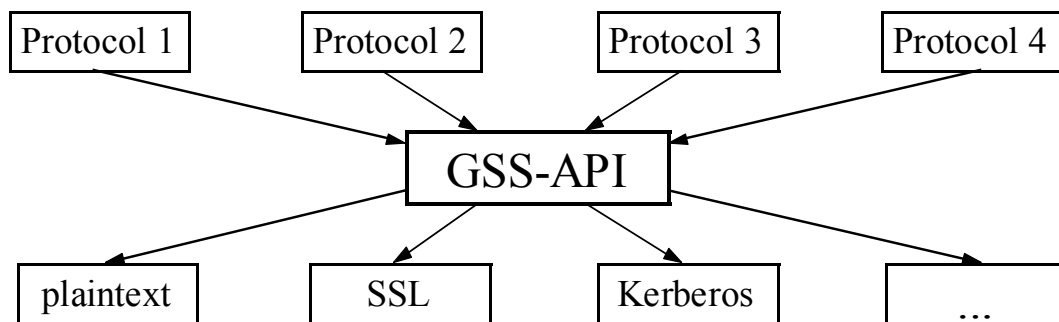 Protocol 1
Protocol 2
Protocol 3
Protocol 4
GSS-API
plaintext
SSL
Kerberos
...